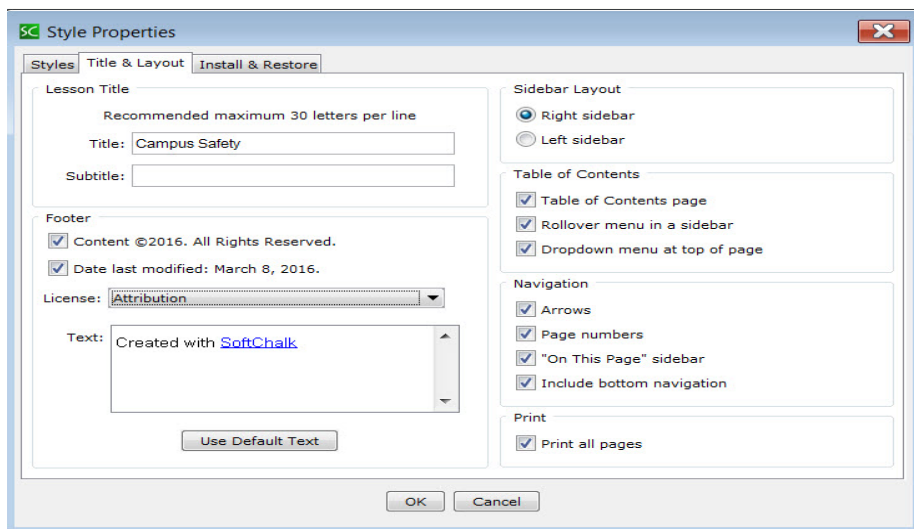 SC Style Properties
Styles Title & Layout Install & Restore
Lesson Title
Recommended maximum 30 letters per line
Title: Campus Safety
Subtitle:
Footer
Content ©2016. All Rights Reserved.
Date last modified: March 8, 2016.
License: Attribution
Text: Created with SoftChalk
Use Default Text
Sidebar Layout
Right sidebar
Left sidebar
Table of Contents
Table of Contents page
Rollover menu in a sidebar
Dropdown menu at top of page
Navigation
Arrows
Page numbers
"On This Page" sidebar
Include bottom navigation
Print
Print all pages
OK Cancel